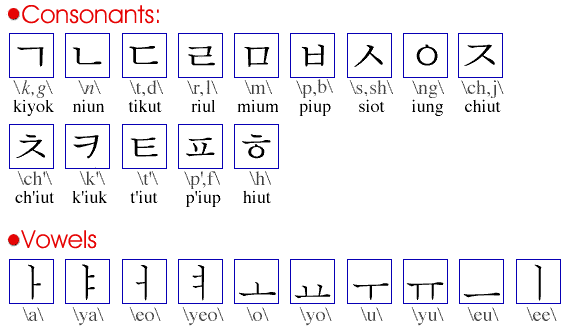 ●Consonants:
ㄱ ㄴ ㄷ ㄹ ㅁ ㅂ ㅅ ㅇ ㅈ
\k,g\ \n\ \t,d\ \r,l\ \m\ \p,b\ \s,sh\ \ng\ \ch,j\
kiyok niun tikut riul mium piup siot iung chiut
ㅊ ㅋ ㅌ ㅍ ㅎ
\ch'\ \k'\ \t'\ \p',f\ \h\
ch'iut k'iuk t'iut p'iup hiut
●Vowels
ㅏ ㅑ ㅓ ㅕ ㅗ ㅛ ㅜ ㅠ ㅡ ㅣ
\a\ \ya\ \eo\ \yeo\ \o\ \yo\ \u\ \yu\ \eu\ \ee\